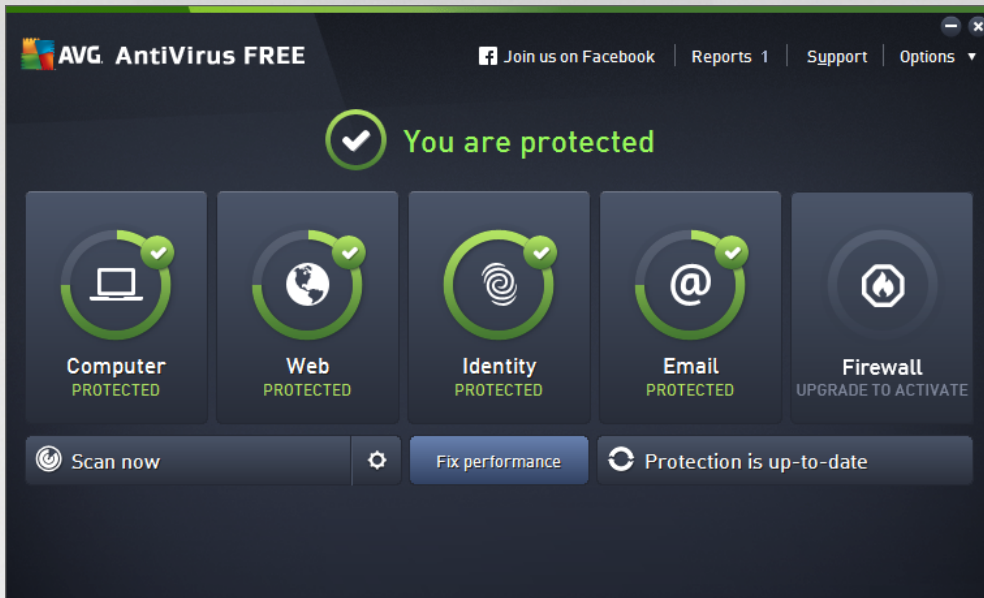 AVG AntiVirus FREE
Join us on Facebook
Reports 1
Support
Options
You are protected
Computer
PROTECTED
Web
PROTECTED
Identity
PROTECTED
@
Email
PROTECTED
Firewall
UPGRADE TO ACTIVATE
Scan now
Fix performance
Protection is up-to-date